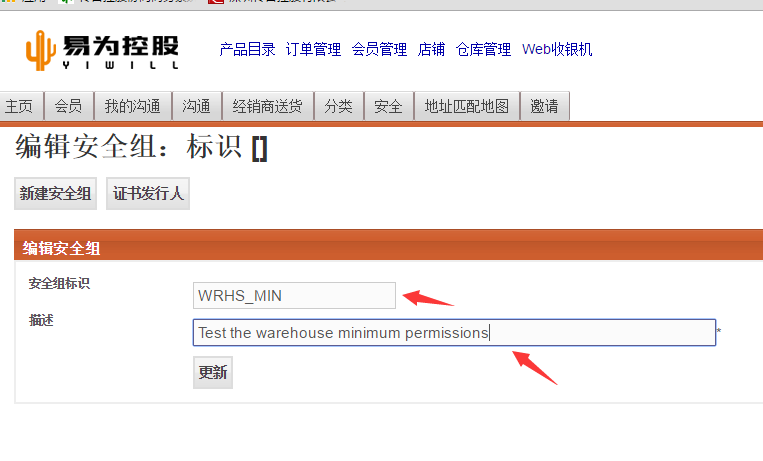 易为控股
YIWILL
产品目录 订单管理 会员管理 店铺 仓库管理 Web收银机
主页 会员 我的沟通 沟通 经销商送货 分类 安全 地址匹配地图 邀请
编辑安全组：标识 []
新建安全组 证书发行人
编辑安全组
安全组标识 WRHS_MIN
描述 Test the warehouse minimum permissions *
更新